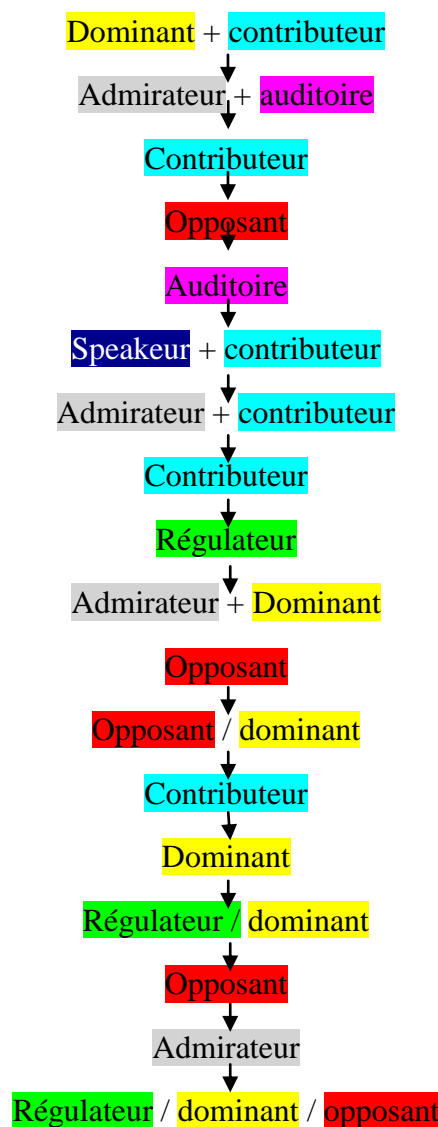 Dominant + contributeur
Admirateur + auditoire
Contributeur
Opposant
Auditoire
Speakeur + contributeur
Admirateur + contributeur
Contributeur
Régulateur
Admirateur + Dominant
Opposant
Opposant / dominant
Contributeur
Dominant
Régulateur / dominant
Opposant
Admirateur
Régulateur / dominant / opposant